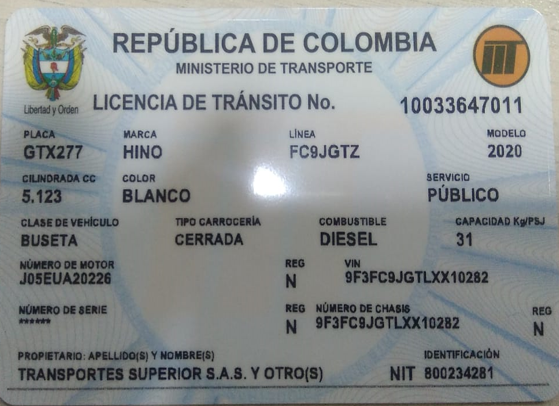 REPÚBLICA DE COLOMBIA
MINISTERIO DE TRANSPORTE
Libertad y Orden
LICENCIA DE TRÁNSITO No. 10033647011
PLACA MARCA LÍNEA MODELO
GTX277 HINO FC9JGTZ 2020
CILINDRADA CC COLOR SERVICIO
5.123 BLANCO PÚBLICO
CLASE DE VEHÍCULO TIPO CARROCERÍA COMBUSTIBLE CAPACIDAD Kg/PSJ
BUSETA CERRADA DIESEL 31
NÚMERO DE MOTOR REG VIN
J05EUA20226 N 9F3FC9JGTLXX10282
NÚMERO DE SERIE REG NÚMERO DE CHASIS REG
****** N 9F3FC9JGTLXX10282 N
PROPIETARIO: APELLIDO(S) Y NOMBRE(S) IDENTIFICACIÓN
TRANSPORTES SUPERIOR S.A.S. Y OTRO(S) NIT 800234281